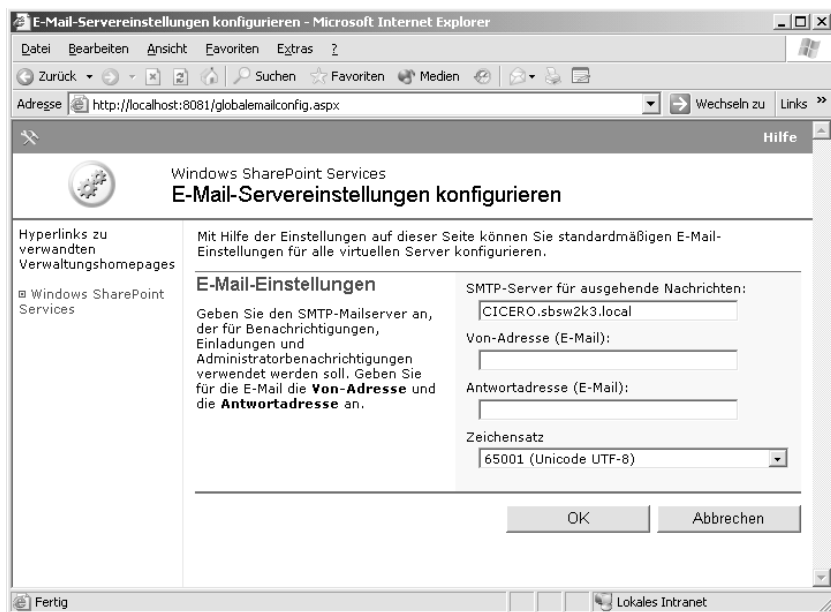 E-Mail-Servereinstellungen konfigurieren - Microsoft Internet Explorer
Datei Bearbeiten Ansicht Favoriten Extras ?
Zurück Suchen Favoriten Medien
Adresse http://localhost:8081/globalemailconfig.aspx Wechseln zu Links »
Hilfe
Windows SharePoint Services
E-Mail-Servereinstellungen konfigurieren
Hyperlinks zu
verwandten
Verwaltungshomepages
Windows SharePoint
Services
Mit Hilfe der Einstellungen auf dieser Seite können Sie standardmäßigen E-Mail-
Einstellungen für alle virtuellen Server konfigurieren.
E-Mail-Einstellungen
Geben Sie den SMTP-Mailserver an,
der für Benachrichtigungen,
Einladungen und
Administratorbenachrichtigungen
verwendet werden soll. Geben Sie
für die E-Mail die Von-Adresse und
die Antwortadresse an.
SMTP-Server für ausgehende Nachrichten:
CICERO.sbsw2k3.local
Von-Adresse (E-Mail):
Antwortadresse (E-Mail):
Zeichensatz
65001 (Unicode UTF-8)
OK Abbrechen
Fertig Lokales Intranet